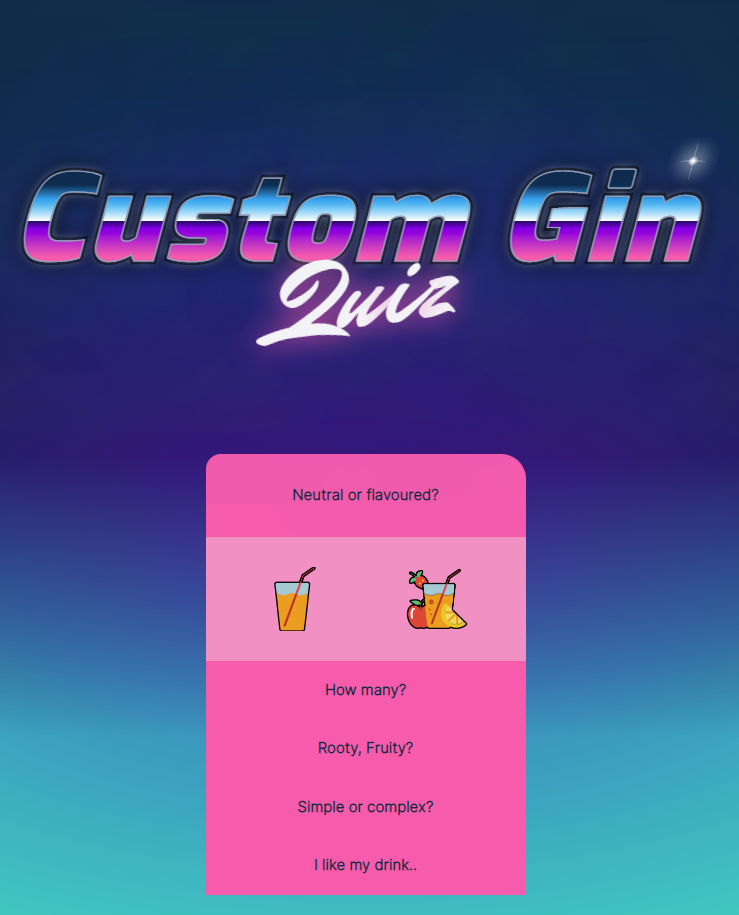 Custom Gin
Quiz
Neutral or flavoured?
How many?
Rooty, Fruity?
Simple or complex?
I like my drink..